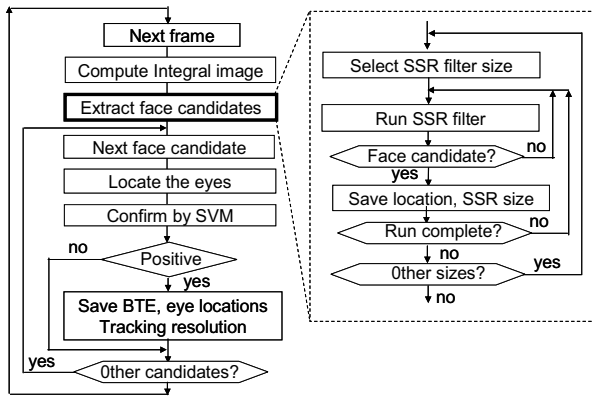 Next frame
Compute Integral image
Extract face candidates
Next face candidate
Locate the eyes
Confirm by SVM
no
Positive
yes
Save BTE, eye locations
Tracking resolution
yes
0ther candidates?
Select SSR filter size
Run SSR filter
no
Face candidate?
yes
Save location, SSR size
Run complete?
no
no
yes
0ther sizes?
no